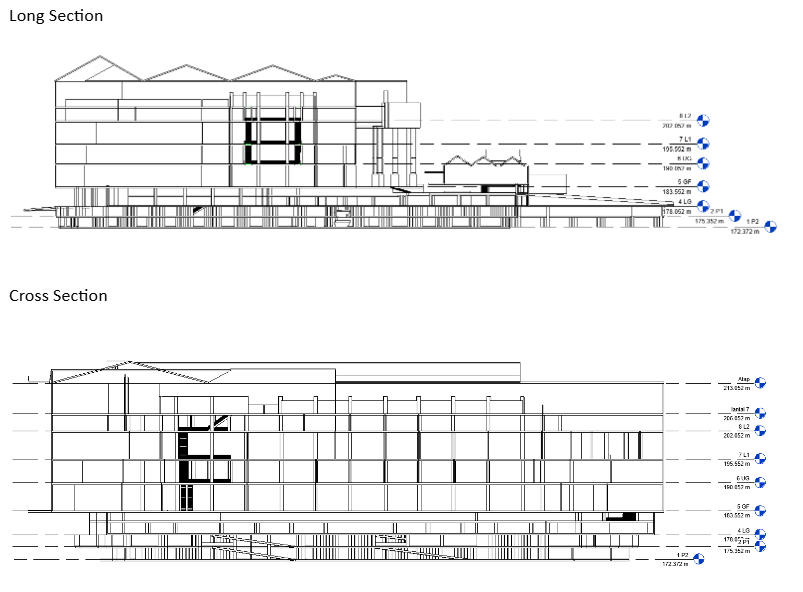 Long Section
8 L2
202.052 m
7 L1
195.552 m
6 UG
190.052 m
5 GF
183.552 m
4 LG
178.052 m
2 P1
175.352 m
1 P2
172.372 m
Cross Section
Atap
213.052 m
lantai 7
206.052 m
8 L2
202.052 m
7 L1
195.552 m
6 UG
190.052 m
5 GF
183.552 m
4 LG
2 P1
175.352 m
1 P2
172.372 m